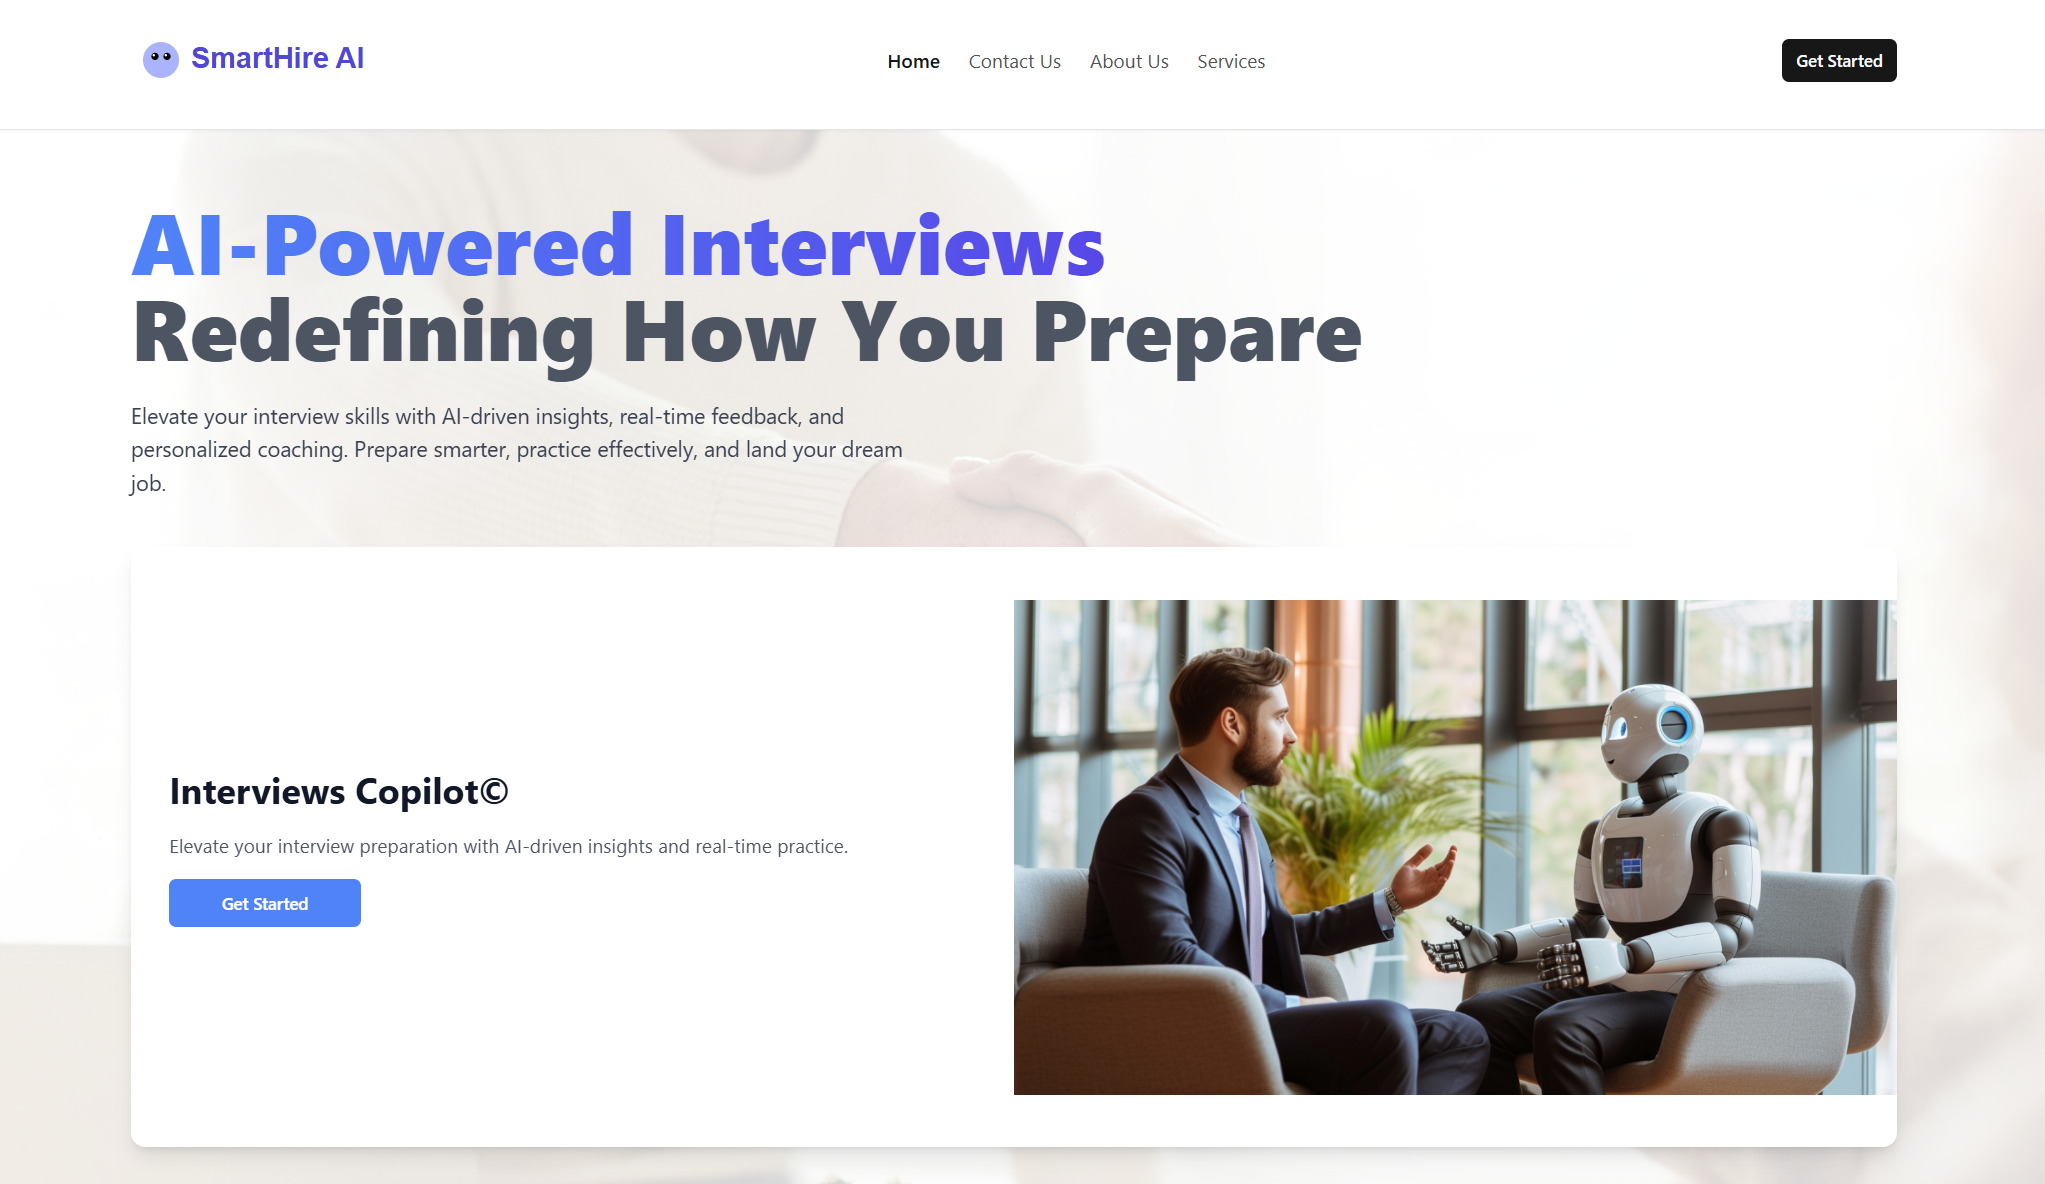 SmartHire AI
Home Contact Us About Us Services
Get Started
AI-Powered Interviews
Redefining How You Prepare
Elevate your interview skills with AI-driven insights, real-time feedback, and
personalized coaching. Prepare smarter, practice effectively, and land your dream
job.
Interviews Copilot©
Elevate your interview preparation with AI-driven insights and real-time practice.
Get Started